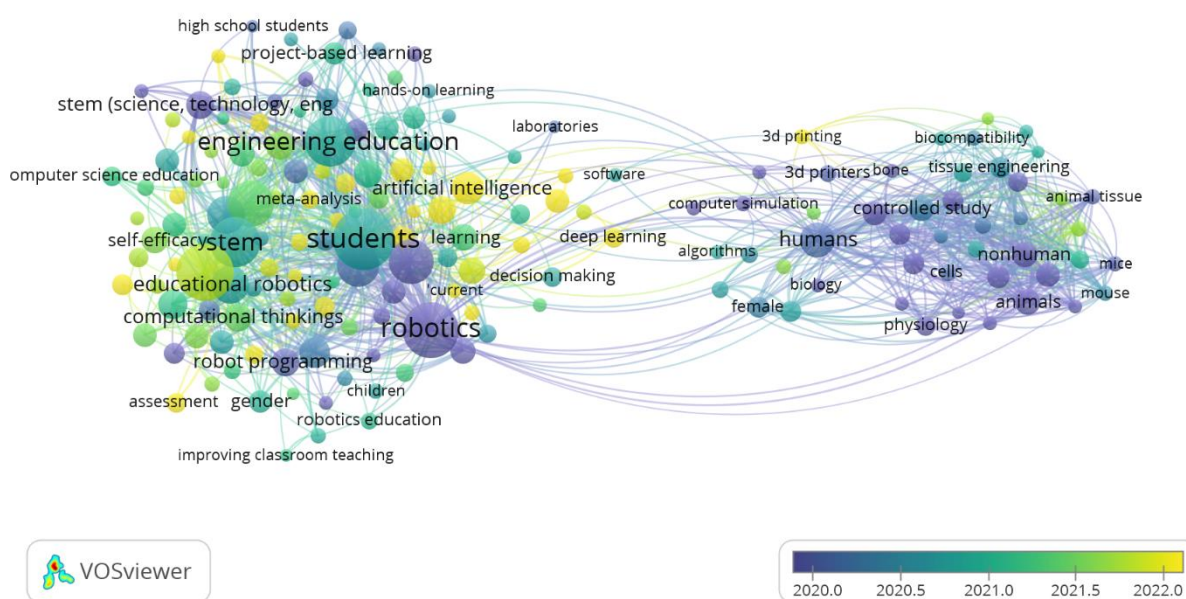 high school students
project-based learning
hands-on learning
stem (science, technology, eng
laboratories
engineering education
3d printing
biocompatibility
omputer science education
software
3d printers
bone
tissue engineering
artificial intelligence
meta-analysis
computer simulation
controlled study
animal tissue
self-efficacy
stem
students
learning
deep learning
humans
algorithms
nonhuman
educational robotics
'current
decision making
biology
cells
mice
mouse
computational thinkings
robotics
female
physiology
animals
robot programming
children
assessment
gender
robotics education
improving classroom teaching
VOSviewer
2020.0 2020.5 2021.0 2021.5 2022.0